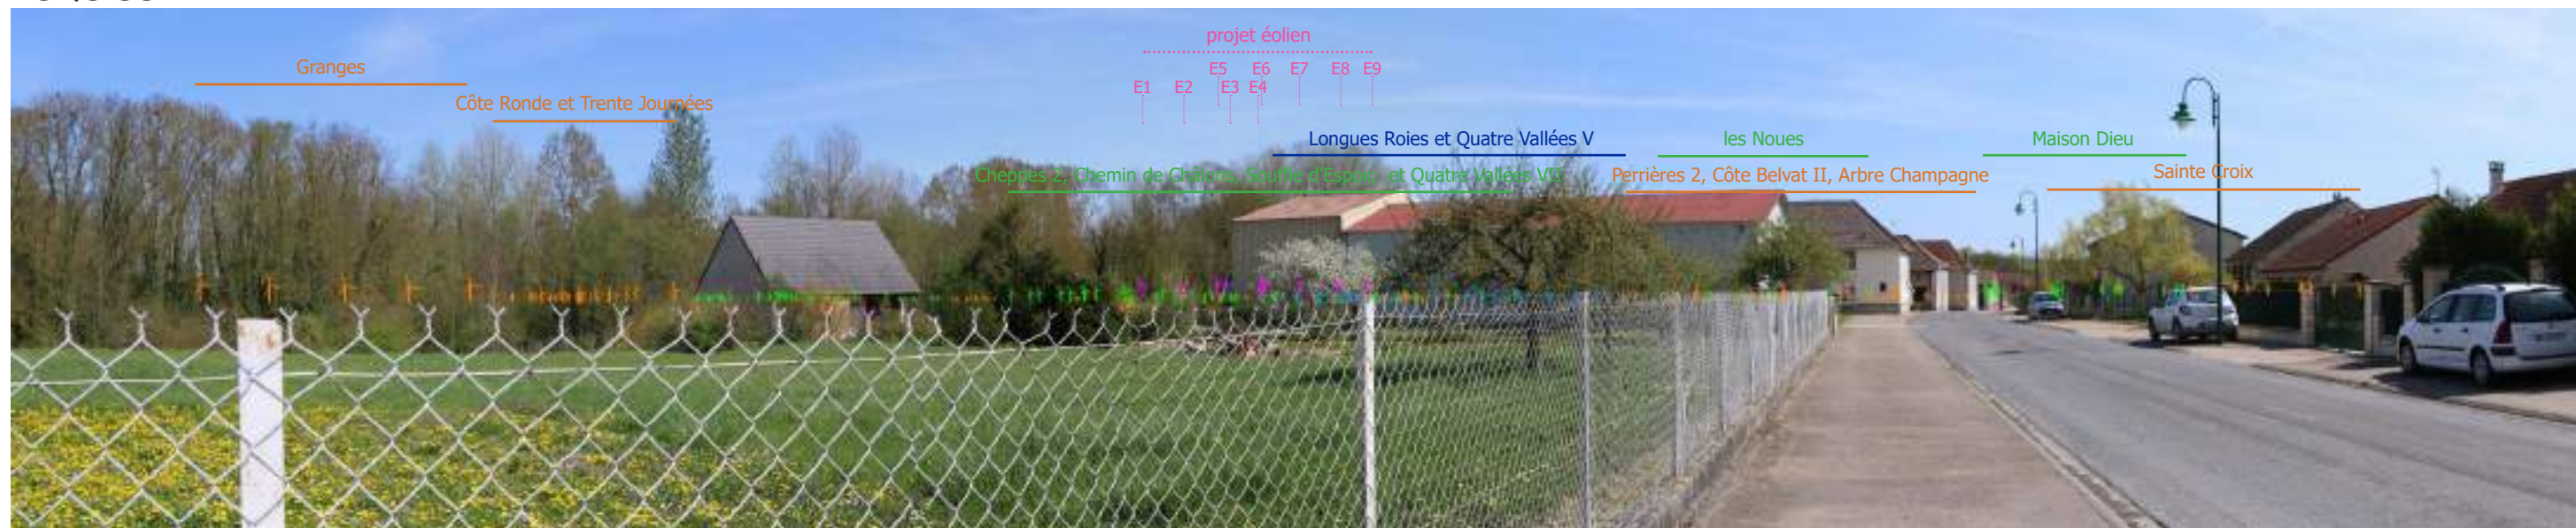 projet éolien
Granges
E5 E6 E7 E8 E9
E1 E2 E3 E4
Côte Ronde et Trente Journées
Longues Roies et Quatre Vallées V
les Noues
Maison Dieu
Cheppes 2, Chemin de Châlons, Souffle d'Espoir et Quatre Vallées VII
Perrières 2, Côte Belvat II, Arbre Champagne
Sainte Croix